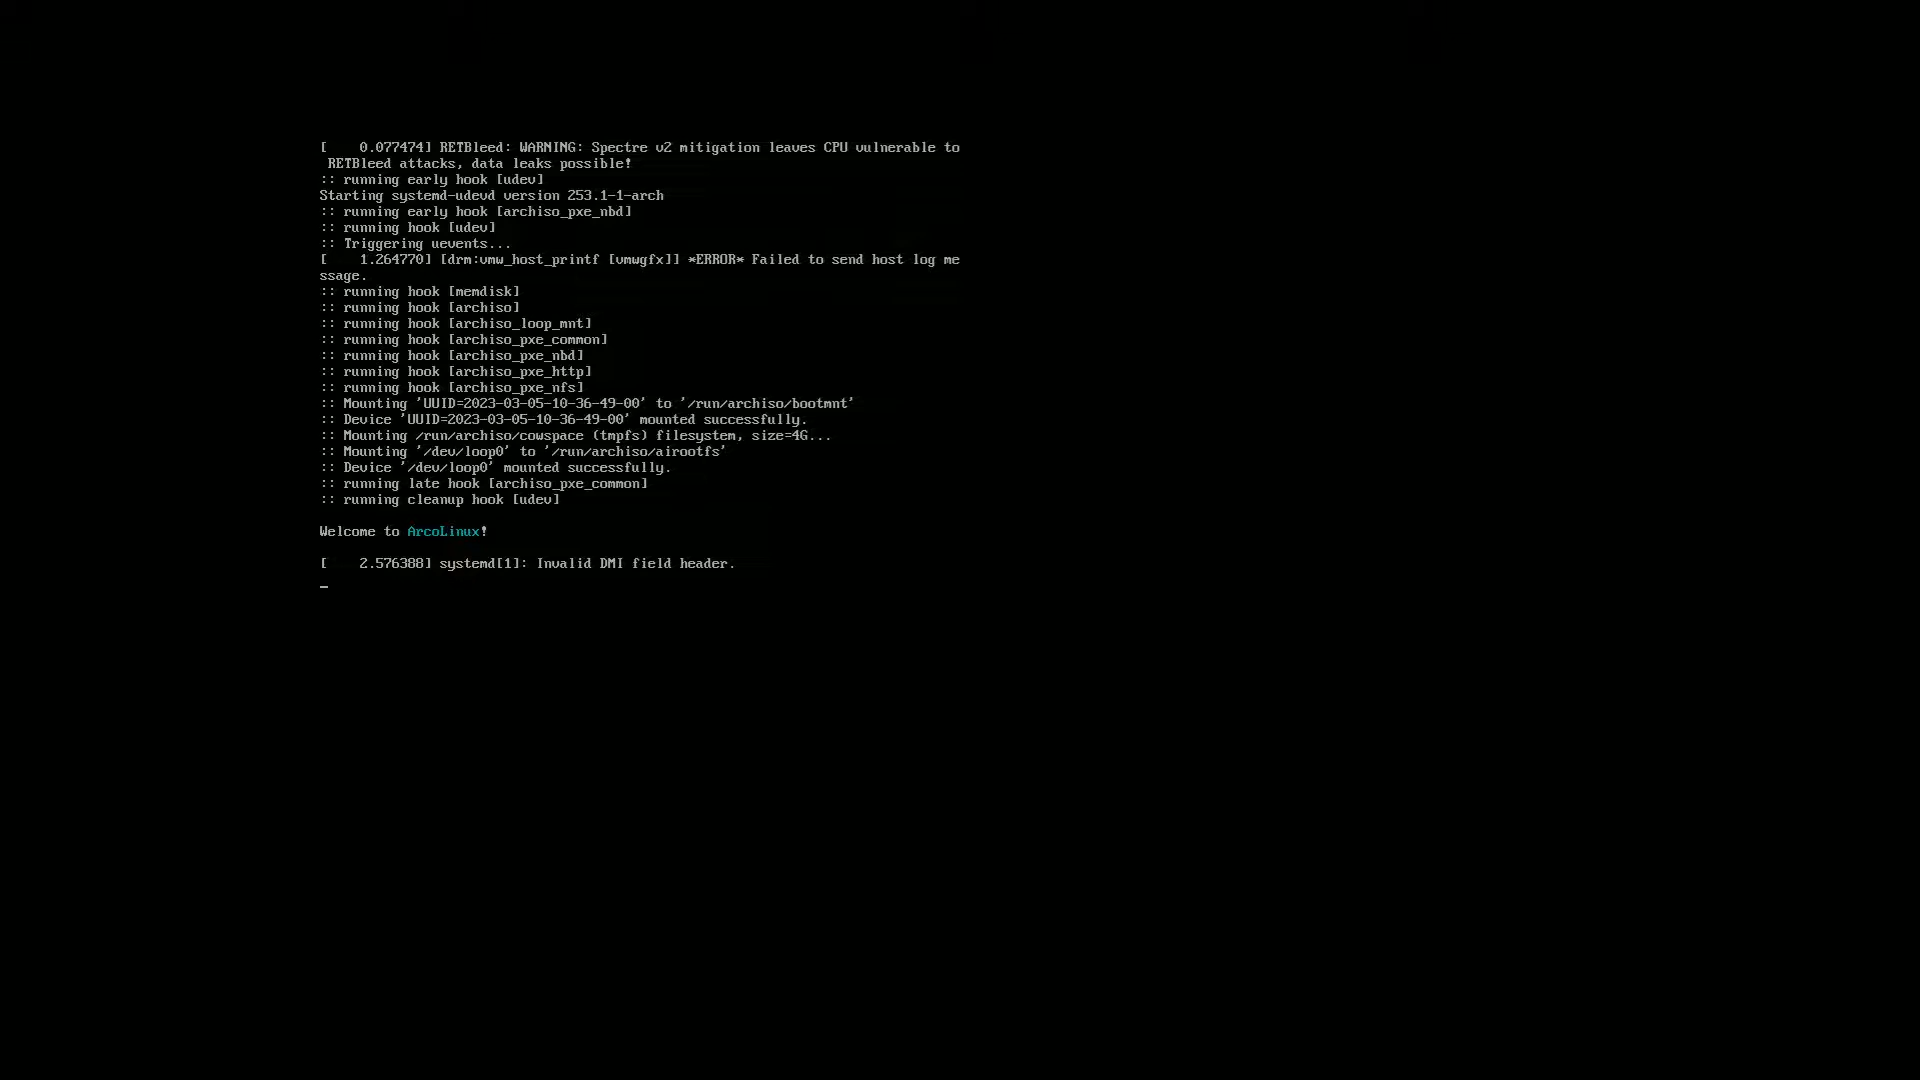 [    0.077474] RETBleed: WARNING: Spectre v2 mitigation leaves CPU vulnerable to
 RETBleed attacks, data leaks possible!
:: running early hook [udev]
Starting systemd-udevd version 253.1-1-arch
:: running early hook [archiso_pxe_nbd]
:: running hook [udev]
:: Triggering uevents...
[    1.264770] [drm:vmw_host_printf [vmwgfx]] *ERROR* Failed to send host log me
ssage.
:: running hook [memdisk]
:: running hook [archiso]
:: running hook [archiso_loop_mnt]
:: running hook [archiso_pxe_common]
:: running hook [archiso_pxe_nbd]
:: running hook [archiso_pxe_http]
:: running hook [archiso_pxe_nfs]
:: Mounting 'UUID=2023-03-05-10-36-49-00' to '/run/archiso/bootmnt'
:: Device 'UUID=2023-03-05-10-36-49-00' mounted successfully.
:: Mounting /run/archiso/cowspace (tmpfs) filesystem, size=4G...
:: Mounting '/dev/loop0' to '/run/archiso/airootfs'
:: Device '/dev/loop0' mounted successfully.
:: running late hook [archiso_pxe_common]
:: running cleanup hook [udev]
Welcome to ArcoLinux!
[    2.576388] systemd[1]: Invalid DMI field header.
_